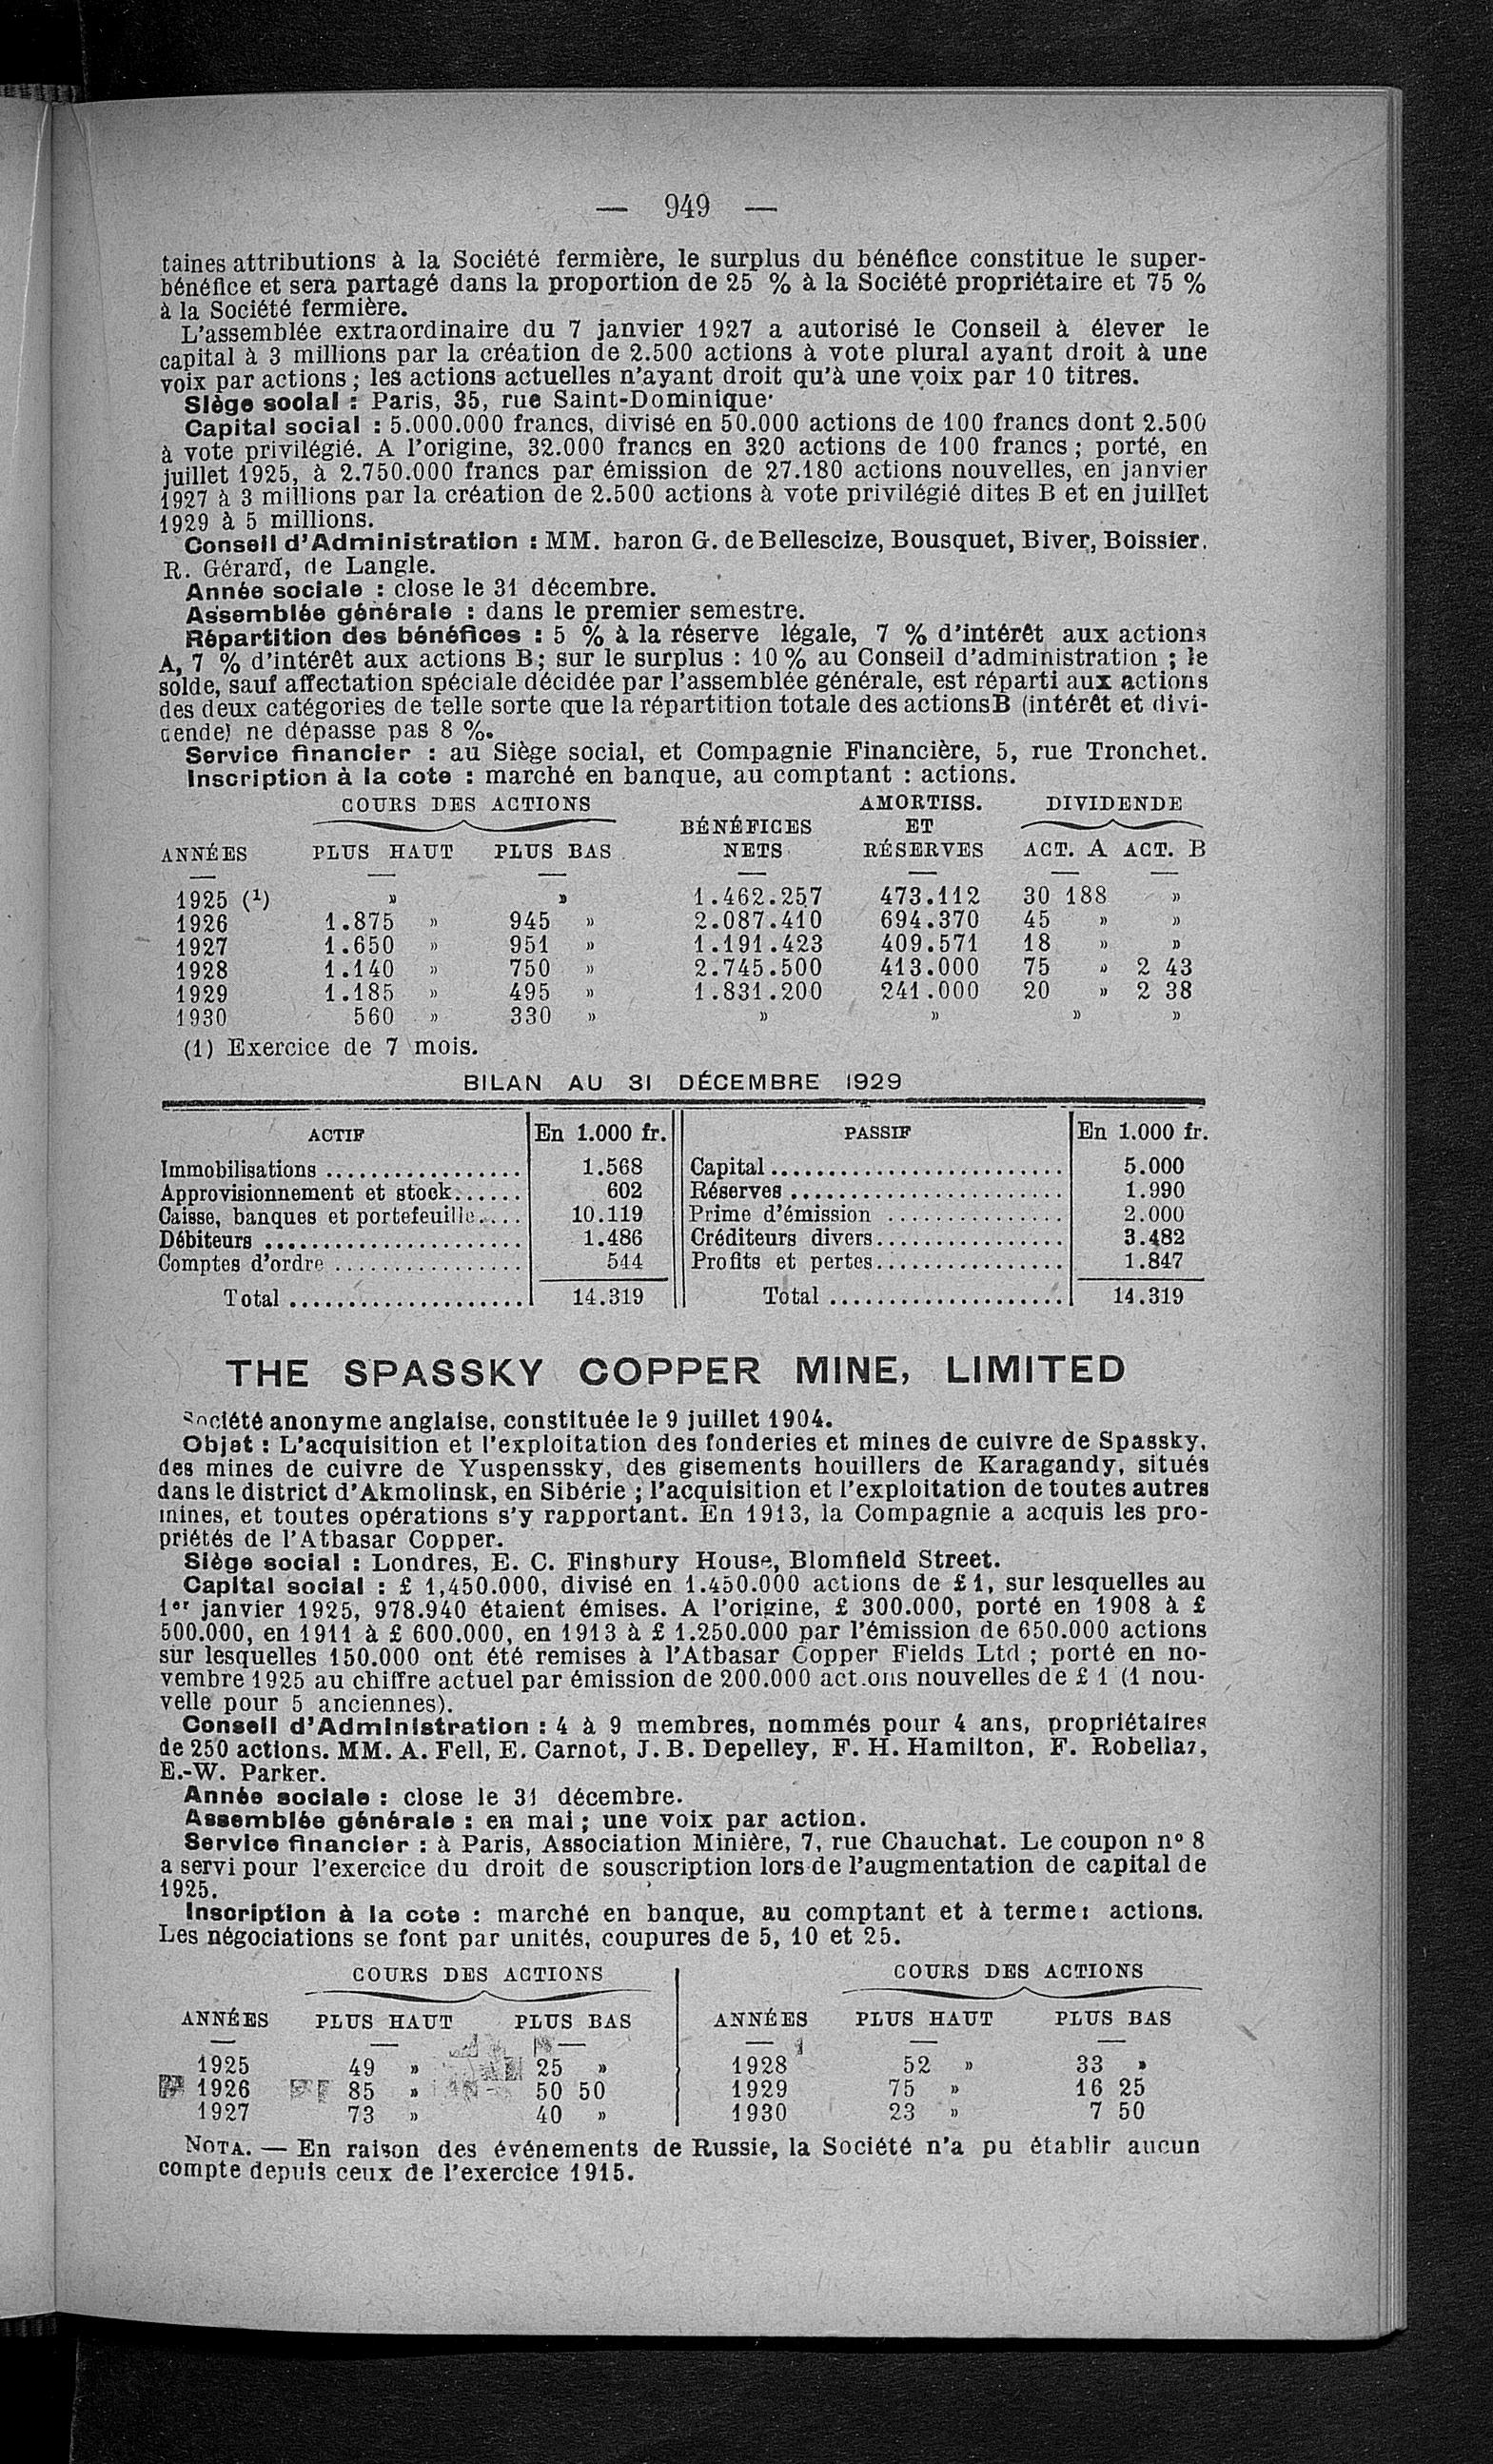 — 949 —
taines attributions à la Société fermière, le surplus du bénéfice constitue le super-
bénéfice et sera partagé dans la proportion de 25 % à la Société propriétaire et 75 %
à la Société fermière.
L'assemblée extraordinaire du 7 janvier 1927 a autorisé le Conseil à élever le
capital à 3 millions par la création de 2.500 actions à vote plural ayant droit à une
voix par actions ; les actions actuelles n'ayant droit qu'à une voix par 10 titres.
Siège social : Paris, 35, rue Saint-Dominique.
Capital social : 5.000.000 francs, divisé en 50.000 actions de 100 francs dont 2.500
à vote privilégié. A l'origine, 32.000 francs en 320 actions de 100 francs ; porté, en
juillet 1925, à 2.750.000 francs par émission de 27.180 actions nouvelles, en janvier
1927 à 3 millions par la création de 2.500 actions à vote privilégié dites B et en juillet
1929 à 5 millions.
Conseil d'Administration : MM. baron G. de Bellescize, Bousquet, Biver, Boissier,
R. Gérard, de Langle.
Année sociale : close le 31 décembre.
Assemblée générale : dans le premier semestre.
Répartition des bénéfices : 5 % à la réserve légale, 7 % d'intérêt aux actions
A, 7 % d'intérêt aux actions B ; sur le surplus : 10 % au Conseil d'administration ; le
solde, sauf affectation spéciale décidée par l'assemblée générale, est réparti aux actions
des deux catégories de telle sorte que la répartition totale des actions B (intérêt et divi-
dende) ne dépasse pas 8 %.
Service financier : au Siège social, et Compagnie Financière, 5, rue Tronchet.
Inscription à la cote : marché en banque, au comptant : actions.
COURS DES ACTIONS AMORTISS. DIVIDENDE
BÉNÉFICES ET
ANNÉES PLUS HAUT PLUS BAS NETS RÉSERVES ACT. A ACT. B
1925 (1) » » 1.462.257 473.112 30 188 »
1926 1.875 » 945 » 2.087.410 694.370 45 » »
1927 1.650 » 951 » 1.191.423 409.571 18 » »
1928 1.140 » 750 » 2.745.500 413.000 75 » 2 43
1929 1.185 » 495 » 1.831.200 241.000 20 » 2 38
1930 560 » 330 » » » » »
(1) Exercice de 7 mois.
BILAN AU 31 DÉCEMBRE 1929
ACTIF En 1.000 fr. PASSIF En 1.000 fr.
Immobilisations ................. 1.568 Capital ......................... 5.000
Approvisionnement et stock...... 602 Réserves ....................... 1.990
Caisse, banques et portefeuille.... 10.119 Prime d'émission ............... 2.000
Débiteurs ...................... 1.486 Créditeurs divers................ 3.482
Comptes d'ordre ................ 544 Profits et pertes................ 1.847
Total .................... 14.319 Total .................... 14.319
THE SPASSKY COPPER MINE, LIMITED
Société anonyme anglaise, constituée le 9 juillet 1904.
Objet : L'acquisition et l'exploitation des fonderies et mines de cuivre de Spassky,
des mines de cuivre de Yuspenssky, des gisements houillers de Karagandy, situés
dans le district d'Akmolinsk, en Sibérie ; l'acquisition et l'exploitation de toutes autres
mines, et toutes opérations s'y rapportant. En 1913, la Compagnie a acquis les pro-
priétés de l'Atbasar Copper.
Siège social : Londres, E. C. Finsbury House, Blomfield Street.
Capital social : £ 1,450.000, divisé en 1.450.000 actions de £ 1, sur lesquelles au
1er janvier 1925, 978.940 étaient émises. A l'origine, £ 300.000, porté en 1908 à £
500.000, en 1911 à £ 600.000, en 1913 à £ 1.250.000 par l'émission de 650.000 actions
sur lesquelles 150.000 ont été remises à l'Atbasar Copper Fields Ltd ; porté en no-
vembre 1925 au chiffre actuel par émission de 200.000 act.ons nouvelles de £ 1 (1 nou-
velle pour 5 anciennes).
Conseil d'Administration : 4 à 9 membres, nommés pour 4 ans, propriétaires
de 250 actions. MM. A. Fell, E. Carnot, J. B. Depelley, F. H. Hamilton, F. Robellaz,
E.-W. Parker.
Année sociale : close le 31 décembre.
Assemblée générale : en mai ; une voix par action.
Service financier : à Paris, Association Minière, 7, rue Chauchat. Le coupon nº 8
a servi pour l'exercice du droit de souscription lors de l'augmentation de capital de
1925.
Inscription à la cote : marché en banque, au comptant et à terme : actions.
Les négociations se font par unités, coupures de 5, 10 et 25.
COURS DES ACTIONS COURS DES ACTIONS
ANNÉES PLUS HAUT PLUS BAS ANNÉES PLUS HAUT PLUS BAS
1925 49 » 25 » 1928 52 » 33 »
1926 85 » 50 50 1929 75 » 16 25
1927 73 » 40 » 1930 23 » 7 50
NOTA. — En raison des événements de Russie, la Société n'a pu établir aucun
compte depuis ceux de l'exercice 1915.